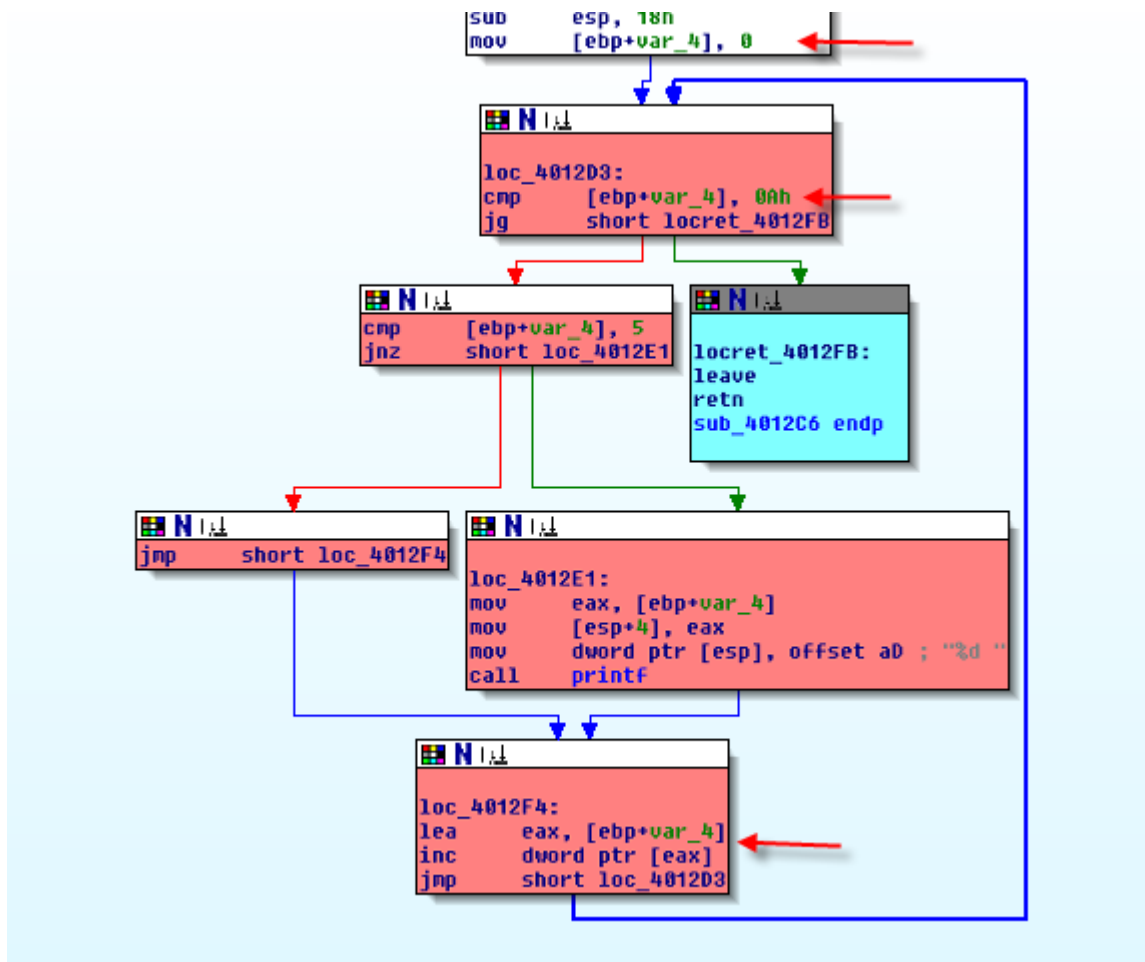 sub esp, 18h
mov [ebp+var_4], 0
N
loc_4012D3:
cmp [ebp+var_4], 0Ah
jg short locret_4012FB
N
cmp [ebp+var_4], 5
jnz short loc_4012E1
N
locret_4012FB:
leave
retn
sub_4012C6 endp
N
jmp short loc_4012F4
N
loc_4012E1:
mov eax, [ebp+var_4]
mov [esp+4], eax
mov dword ptr [esp], offset aD ; "%d "
call printf
N
loc_4012F4:
lea eax, [ebp+var_4]
inc dword ptr [eax]
jmp short loc_4012D3